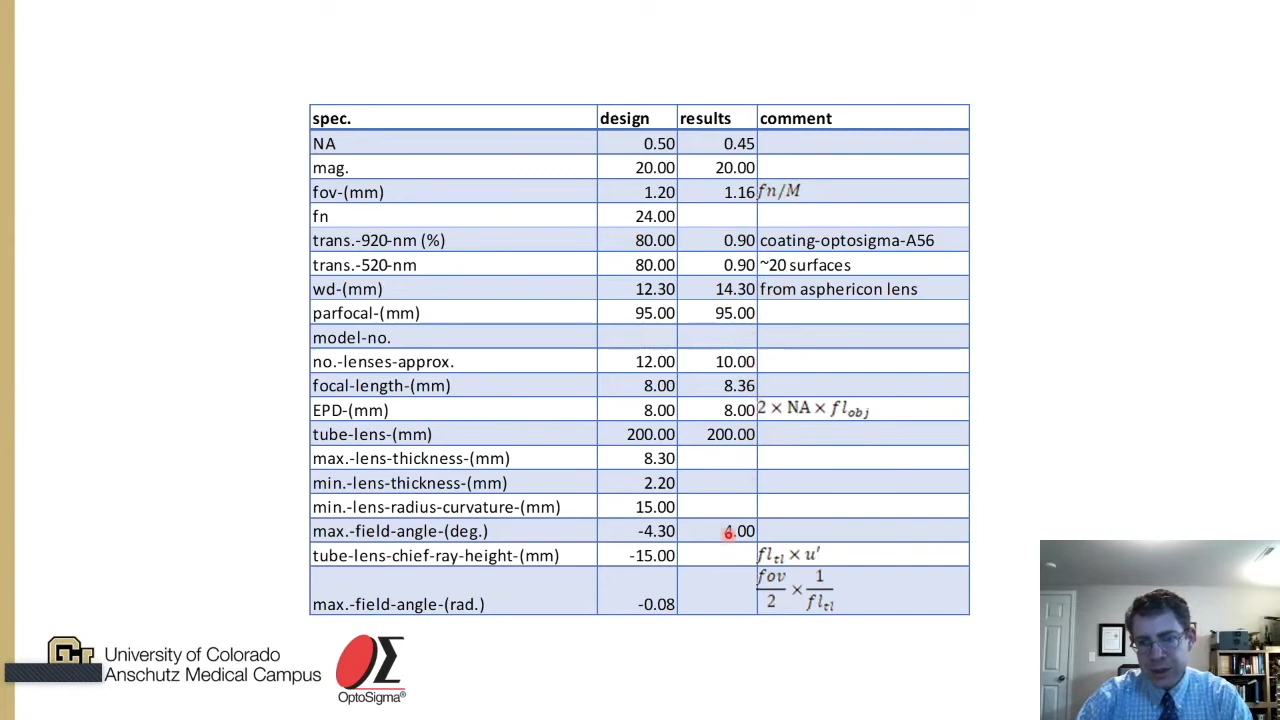 spec. design results comment
NA 0.50 0.45
mag. 20.00 20.00
fov-(mm) 1.20 1.16 fn/M
fn 24.00
trans.-920-nm (%) 80.00 0.90 coating-optosigma-A56
trans.-520-nm 80.00 0.90 ~20 surfaces
wd-(mm) 12.30 14.30 from asphericon lens
parfocal-(mm) 95.00 95.00
model-no.
no.-lenses-approx. 12.00 10.00
focal-length-(mm) 8.00 8.36
EPD-(mm) 8.00 8.00 2 × NA × fl_obj
tube-lens-(mm) 200.00 200.00
max.-lens-thickness-(mm) 8.30
min.-lens-thickness-(mm) 2.20
min.-lens-radius-curvature-(mm) 15.00
max.-field-angle-(deg.) -4.30 4.00
tube-lens-chief-ray-height-(mm) -15.00 fl_tl × u'
max.-field-angle-(rad.) -0.08 fov/2 × 1/fl_tl
University of Colorado
Anschutz Medical Campus
OptoSigma®